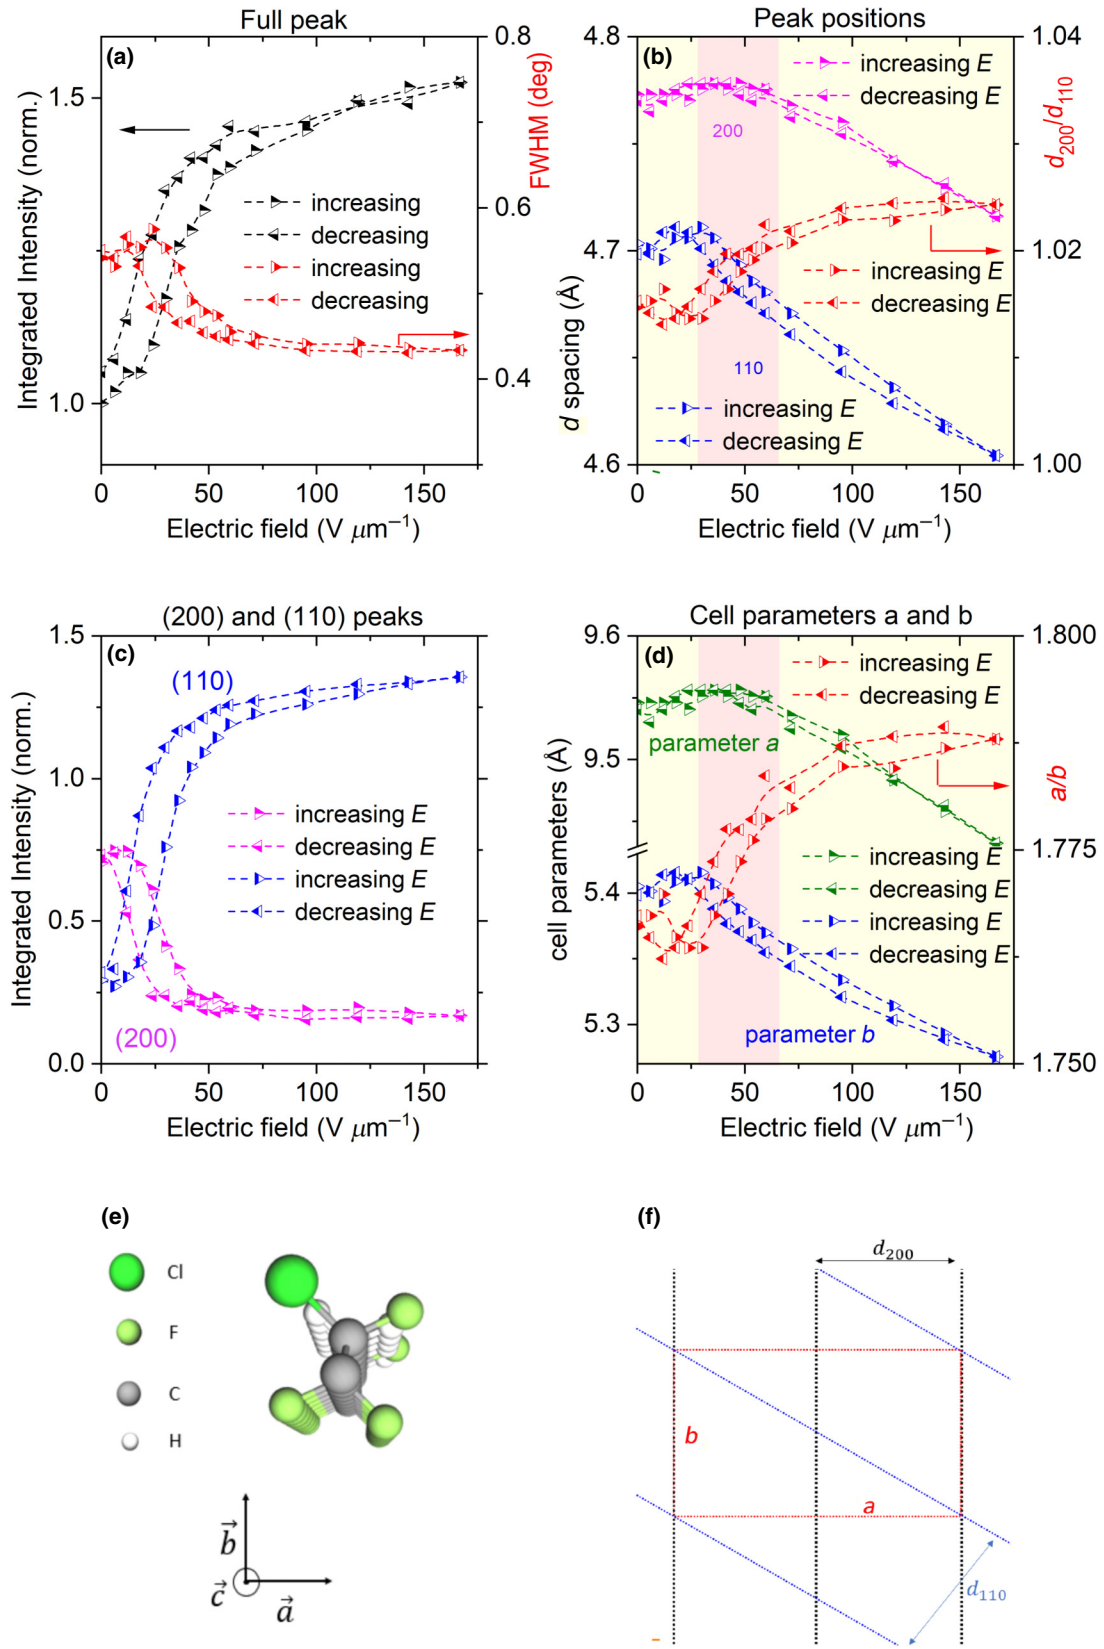 Full peak
(a)
Integrated Intensity (norm.)
1.5
1.0
0.8
0.6
0.4
FWHM (deg)
increasing
decreasing
increasing
decreasing
0 50 100 150
Electric field (V μm⁻¹)
Peak positions
(b)
d spacing (Å)
4.8
4.7
4.6
1.04
1.02
1.00
d₂₀₀/d₁₁₀
increasing E
decreasing E
200
increasing E
decreasing E
110
increasing E
decreasing E
0 50 100 150
Electric field (V μm⁻¹)
(200) and (110) peaks
(c)
Integrated Intensity (norm.)
1.5
1.0
0.5
0.0
(110)
increasing E
decreasing E
increasing E
decreasing E
(200)
0 50 100 150
Electric field (V μm⁻¹)
Cell parameters a and b
(d)
cell parameters (Å)
9.6
9.5
5.4
5.3
1.800
1.775
1.750
a/b
increasing E
decreasing E
parameter a
increasing E
decreasing E
increasing E
decreasing E
parameter b
0 50 100 150
Electric field (V μm⁻¹)
(e)
Cl
F
C
H
b⃗
c⃗
a⃗
(f)
d₂₀₀
b
a
d₁₁₀